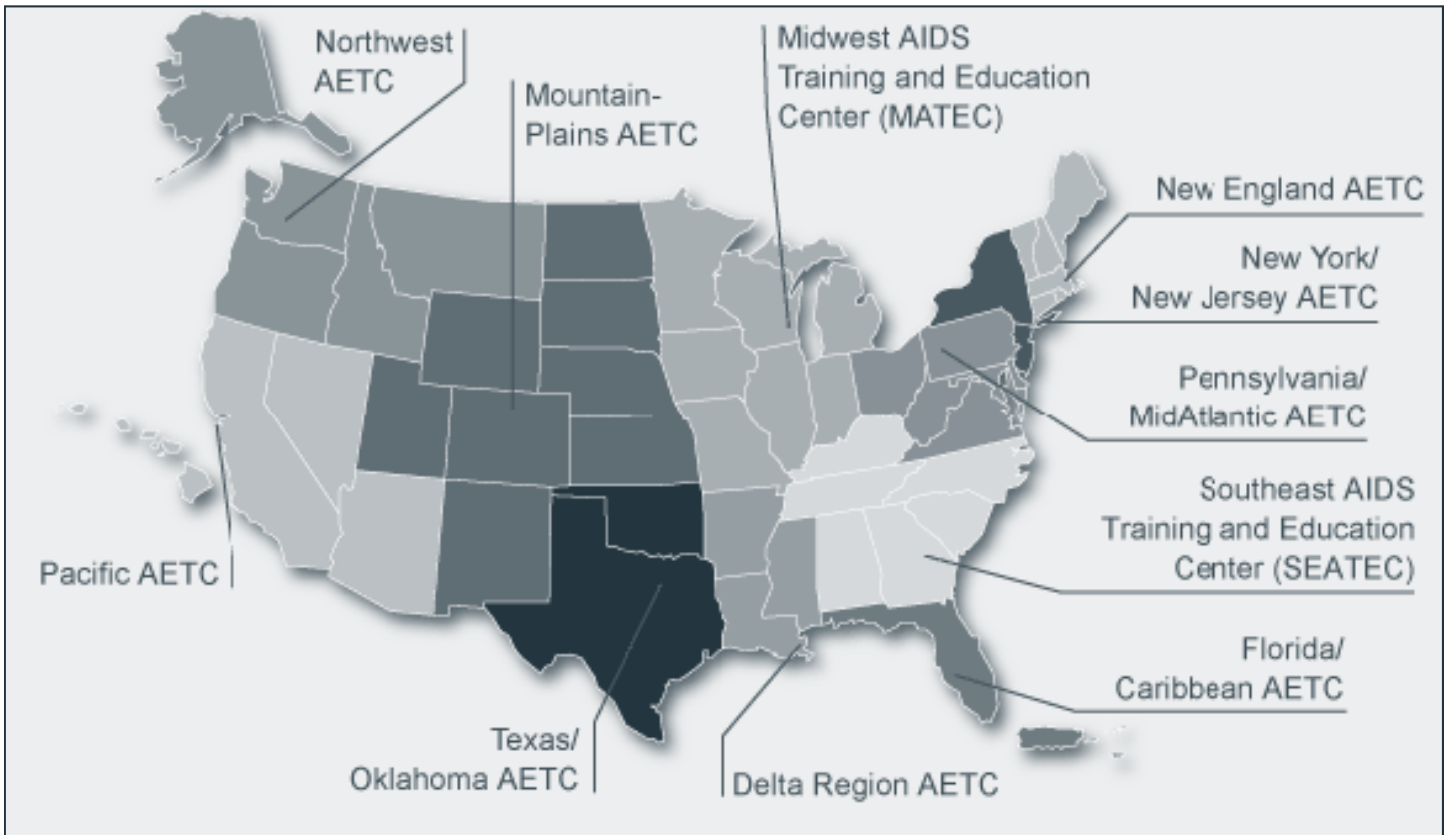 Northwest
AETC
Mountain-
Plains AETC
Midwest AIDS
Training and Education
Center (MATEC)
New England AETC
New York/
New Jersey AETC
Pennsylvania/
MidAtlantic AETC
Southeast AIDS
Training and Education
Center (SEATEC)
Florida/
Caribbean AETC
Pacific AETC
Texas/
Oklahoma AETC
Delta Region AETC